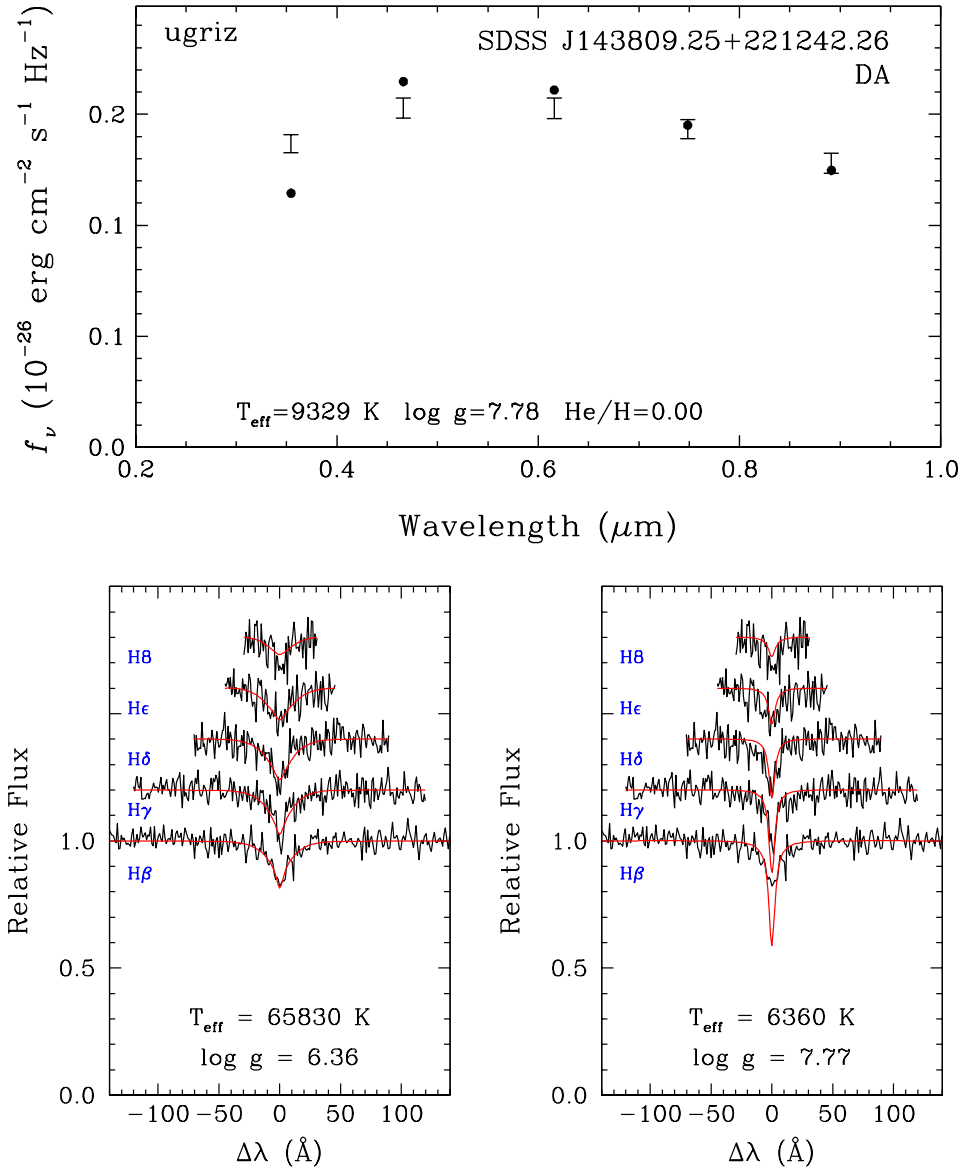 ugriz
SDSS J143809.25+221242.26
DA
0.2
0.1
0.1
0.0
f_ν (10⁻²⁶ erg cm⁻² s⁻¹ Hz⁻¹)
T_eff=9329 K log g=7.78 He/H=0.00
0.2 0.4 0.6 0.8 1.0
Wavelength (μm)
H8
Hϵ
Hδ
Hγ
Hβ
1.0
0.5
0.0
Relative Flux
T_eff = 65830 K
log g = 6.36
-100 -50 0 50 100
Δλ (Å)
H8
Hϵ
Hδ
Hγ
Hβ
1.0
0.5
0.0
Relative Flux
T_eff = 6360 K
log g = 7.77
-100 -50 0 50 100
Δλ (Å)